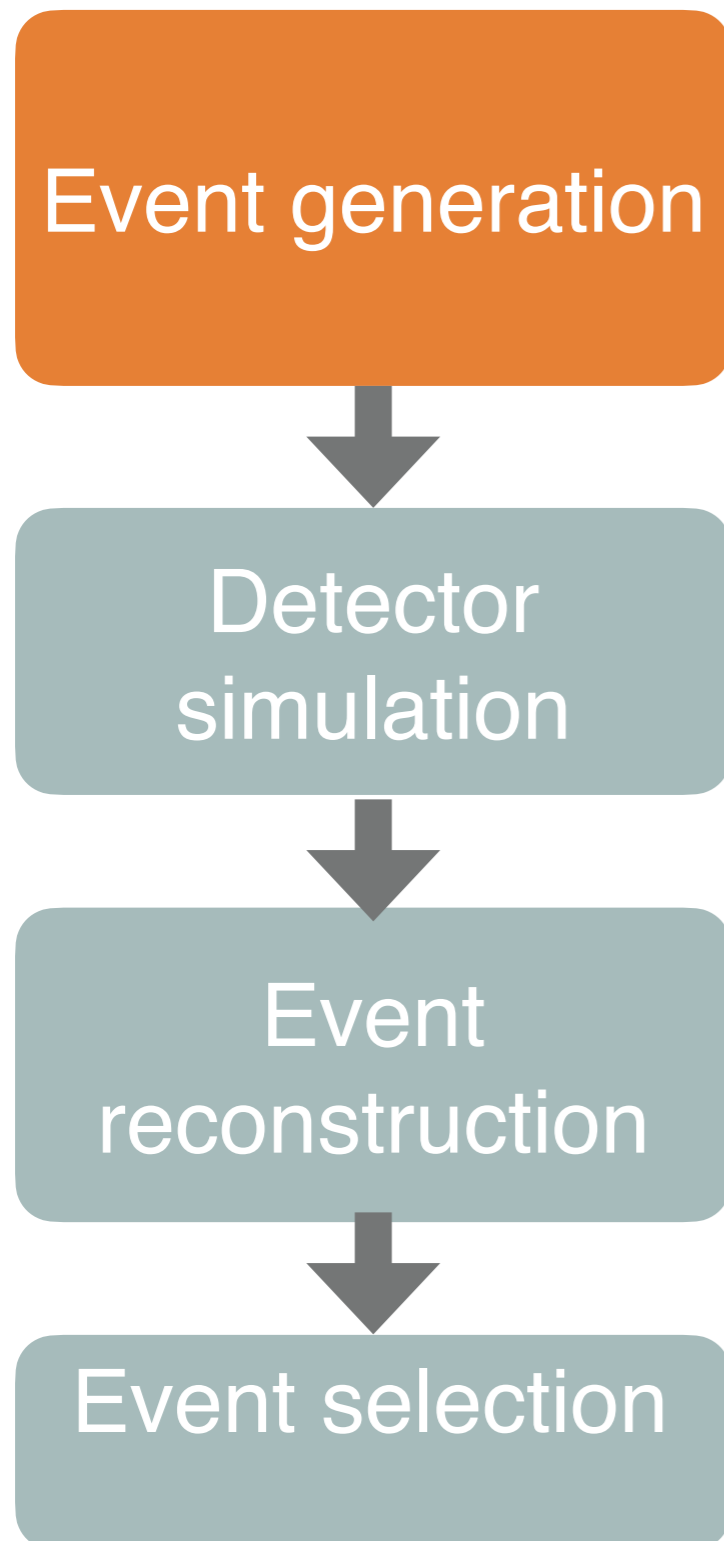 Event generation
Detector
simulation
Event
reconstruction
Event selection